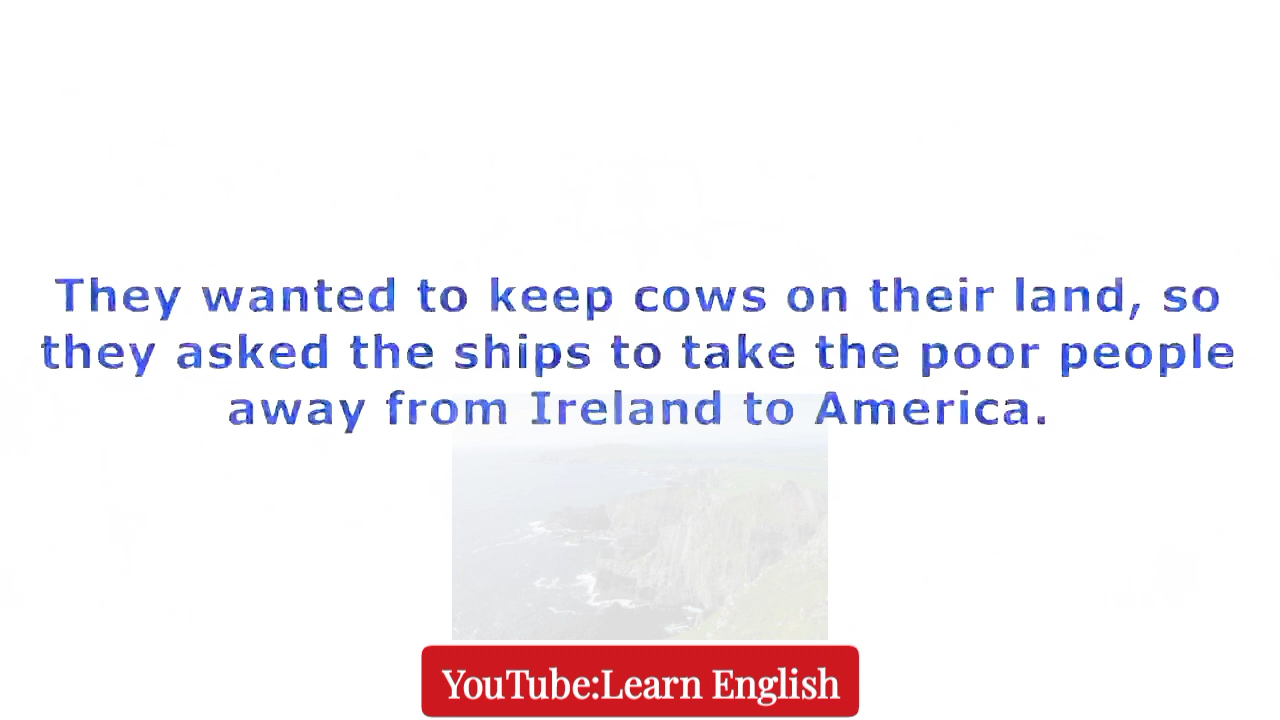 They wanted to keep cows on their land, so
they asked the ships to take the poor people
away from Ireland to America.
YouTube:Learn English